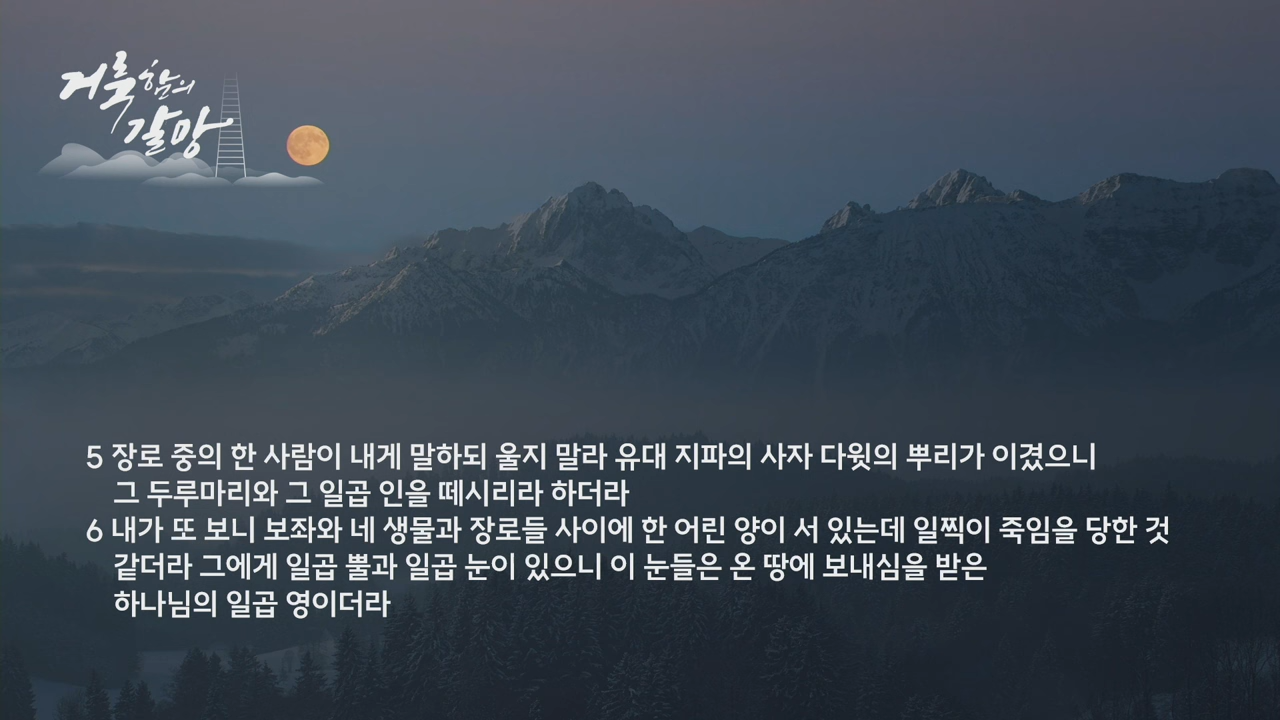 거룩함의
갈망
5 장로 중의 한 사람이 내게 말하되 울지 말라 유대 지파의 사자 다윗의 뿌리가 이겼으니
그 두루마리와 그 일곱 인을 떼시리라 하더라
6 내가 또 보니 보좌와 네 생물과 장로들 사이에 한 어린 양이 서 있는데 일찍이 죽임을 당한 것
같더라 그에게 일곱 뿔과 일곱 눈이 있으니 이 눈들은 온 땅에 보내심을 받은
하나님의 일곱 영이더라